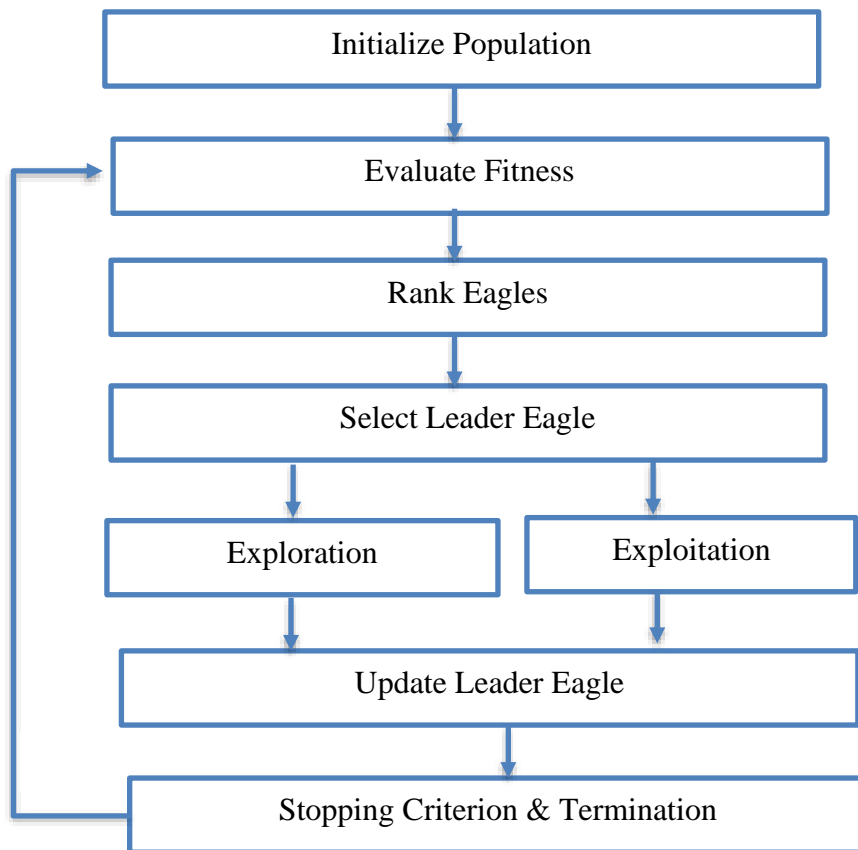 Initialize Population
Evaluate Fitness
Rank Eagles
Select Leader Eagle
Exploration
Exploitation
Update Leader Eagle
Stopping Criterion & Termination